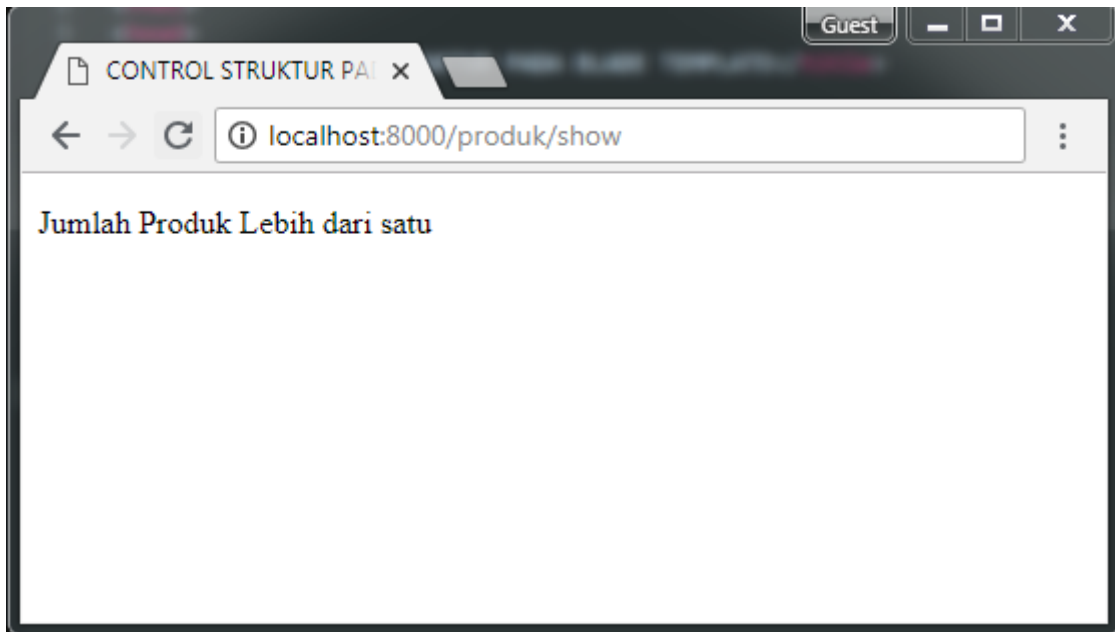 Guest
CONTROL STRUKTUR PA
localhost:8000/produk/show
Jumlah Produk Lebih dari satu